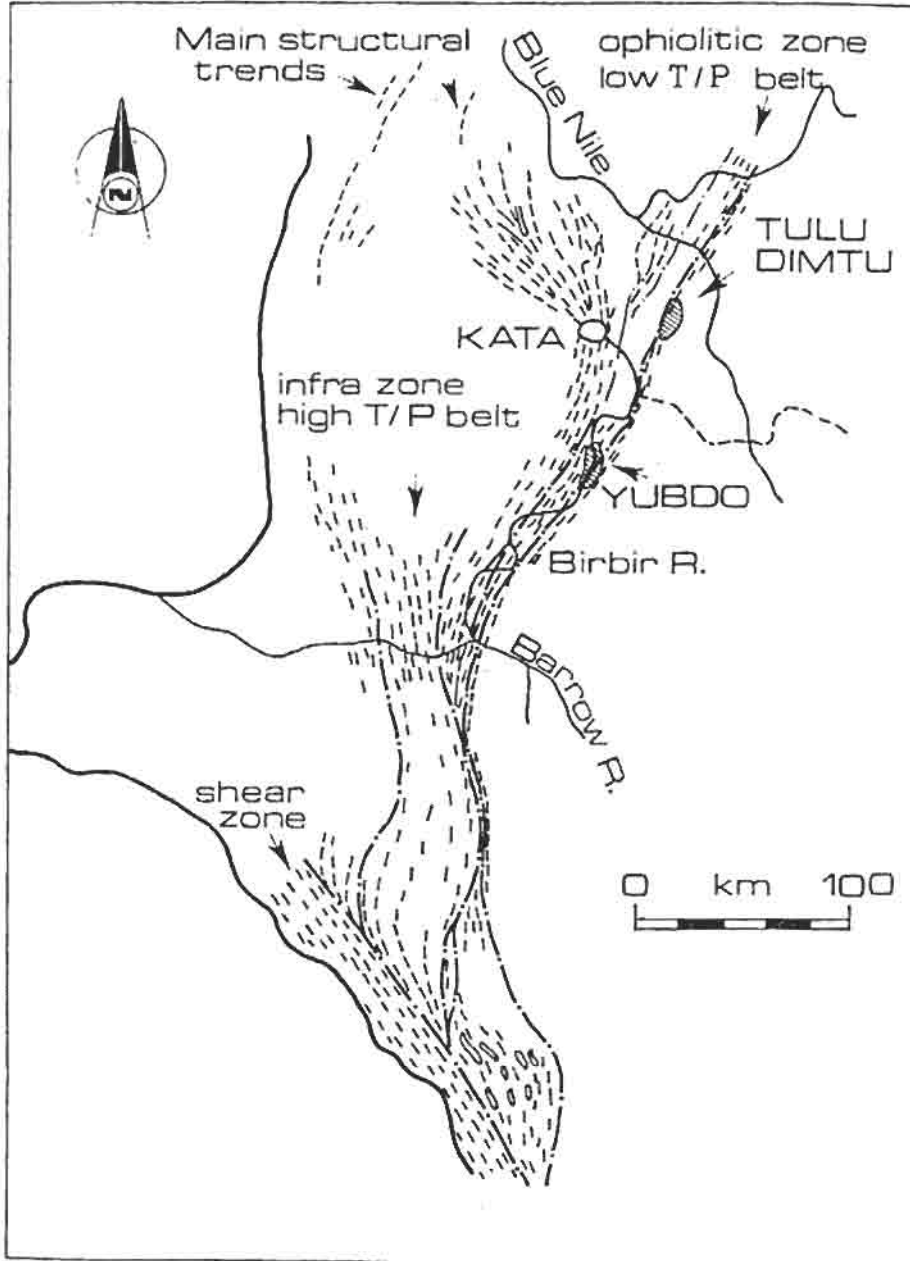 Main structural
trends
ophiolitic zone
low T/P belt
Blue Nile
N
TULU
DIMTU
KATA
infra zone
high T/P belt
YUBDO
Birbir R.
Barrow R.
shear
zone
0 km 100